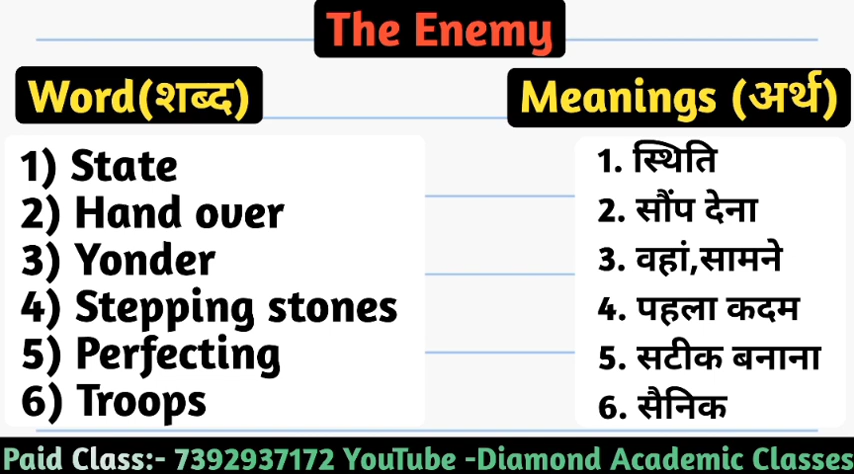 The Enemy
Word(शब्द)
Meanings (अर्थ)
1) State
2) Hand over
3) Yonder
4) Stepping stones
5) Perfecting
6) Troops
1. स्थिति
2. सौंप देना
3. वहां,सामने
4. पहला कदम
5. सटीक बनाना
6. सैनिक
Paid Class:- 7392937172 YouTube -Diamond Academic Classes